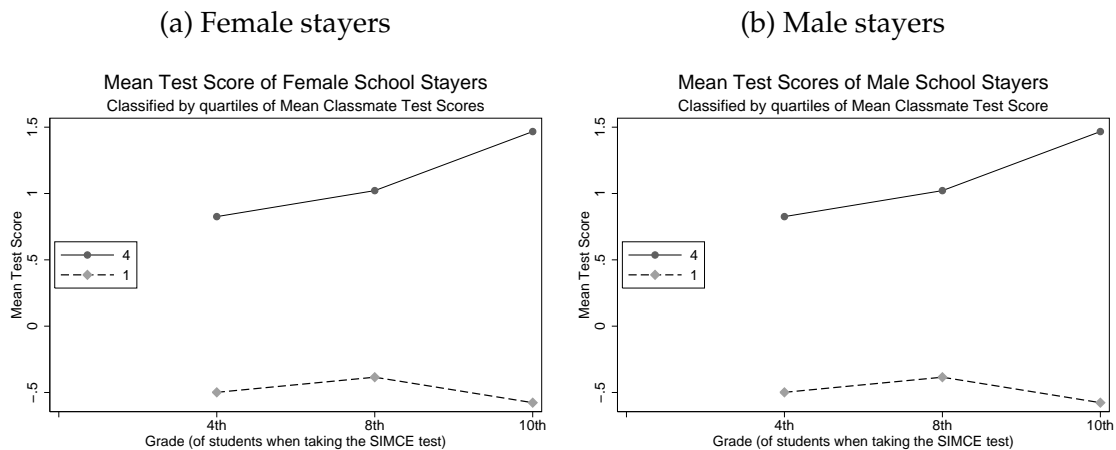 (a) Female stayers
Mean Test Score of Female School Stayers
Classified by quartiles of Mean Classmate Test Scores
Mean Test Score
1.5
1
.5
0
-.5
4
1
4th
8th
10th
Grade (of students when taking the SIMCE test)
(b) Male stayers
Mean Test Scores of Male School Stayers
Classified by quartiles of Mean Classmate Test Score
Mean Test Score
1.5
1
.5
0
-.5
4
1
4th
8th
10th
Grade (of students when taking the SIMCE test)